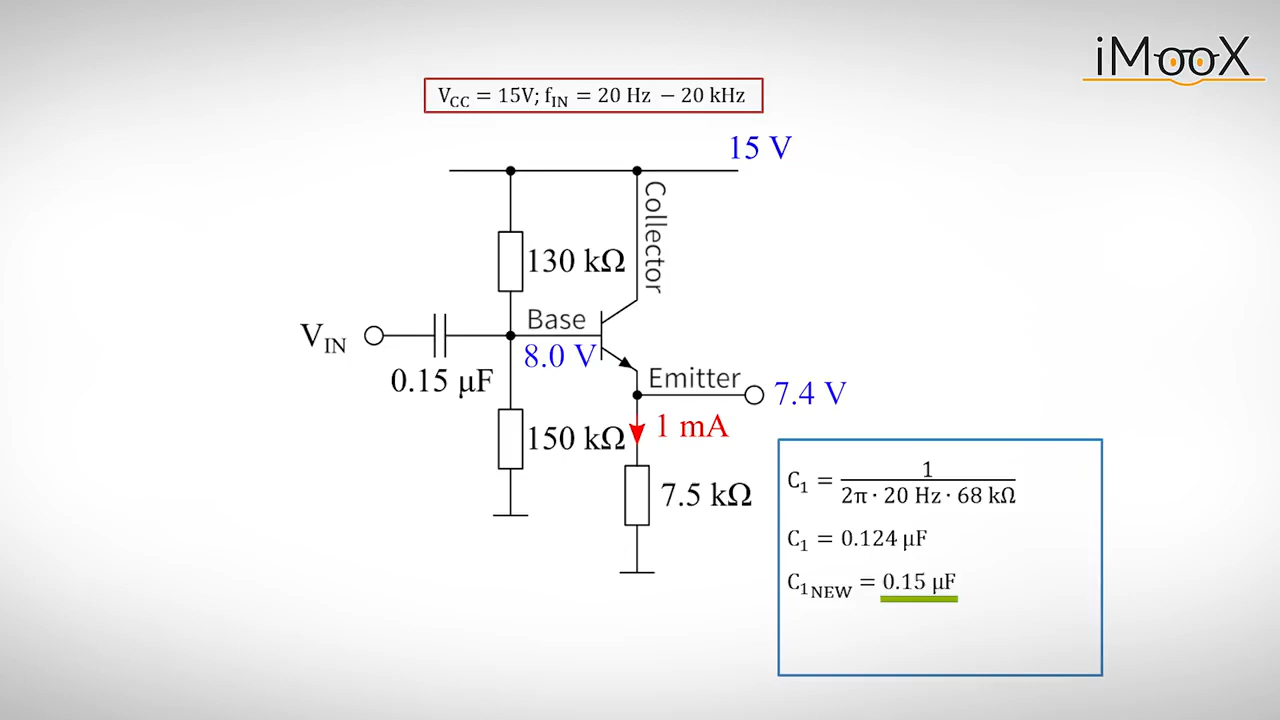 iMooX
V_CC = 15V; f_IN = 20 Hz − 20 kHz
15 V
Collector
130 kΩ
Base
V_IN
8.0 V
0.15 μF
Emitter
7.4 V
1 mA
150 kΩ
7.5 kΩ
C_1 = 1 / (2π · 20 Hz · 68 kΩ)
C_1 = 0.124 μF
C_1 NEW = 0.15 μF